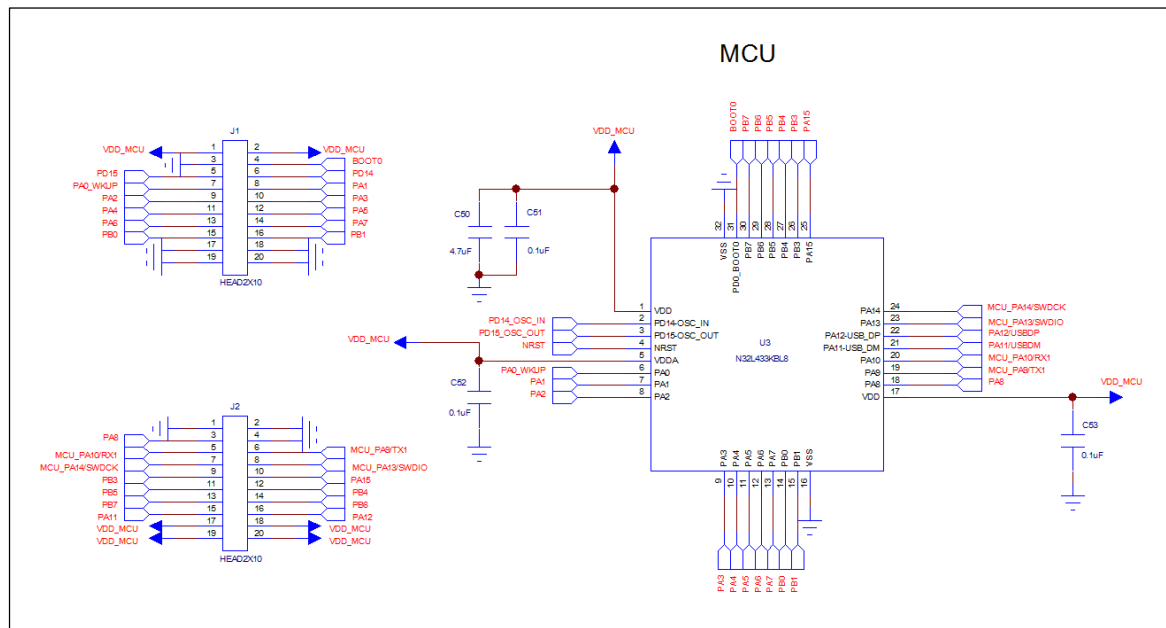 MCU
J1
VDD_MCU 1 2 VDD_MCU
3 4 BOOT0
PD15 5 6 PD14
PA0_WKUP 7 8 PA1
PA2 9 10 PA3
PA4 11 12 PA5
PA6 13 14 PA7
PB0 15 16 PB1
17 18
19 20
HEAD2X10
VDD_MCU
C50
4.7uF
C51
0.1uF
BOOT0 PB7 PB6 PB5 PB4 PB3 PA15
32 31 30 29 28 27 26 25
VSS PD0_BOOT0 PB7 PB6 PB5 PB4 PB3 PA15
1 VDD
PD14_OSC_IN 2 PD14-OSC_IN
PD15_OSC_OUT 3 PD15-OSC_OUT
NRST 4 NRST
VDD_MCU 5 VDDA
PA0_WKUP 6 PA0
PA1 7 PA1
PA2 8 PA2
C52
0.1uF
U3
N32L433KBL8
PA14 24 MCU_PA14/SWDCK
PA13 23 MCU_PA13/SWDIO
PA12-USB_DP 22 PA12/USBDP
PA11-USB_DM 21 PA11/USBDM
PA10 20 MCU_PA10/RX1
PA9 19 MCU_PA9/TX1
PA8 18 PA8
VDD 17 VDD_MCU
C53
0.1uF
PA3 PA4 PA5 PA6 PA7 PB0 PB1 VSS
9 10 11 12 13 14 15 16
PA3 PA4 PA5 PA6 PA7 PB0 PB1
J2
1 2
PA8 3 4
MCU_PA10/RX1 5 6 MCU_PA9/TX1
MCU_PA14/SWDCK 7 8 MCU_PA13/SWDIO
PB3 9 10 PA15
PB5 11 12 PB4
PB7 13 14 PB6
PA11 15 16 PA12
VDD_MCU 17 18 VDD_MCU
VDD_MCU 19 20 VDD_MCU
HEAD2X10